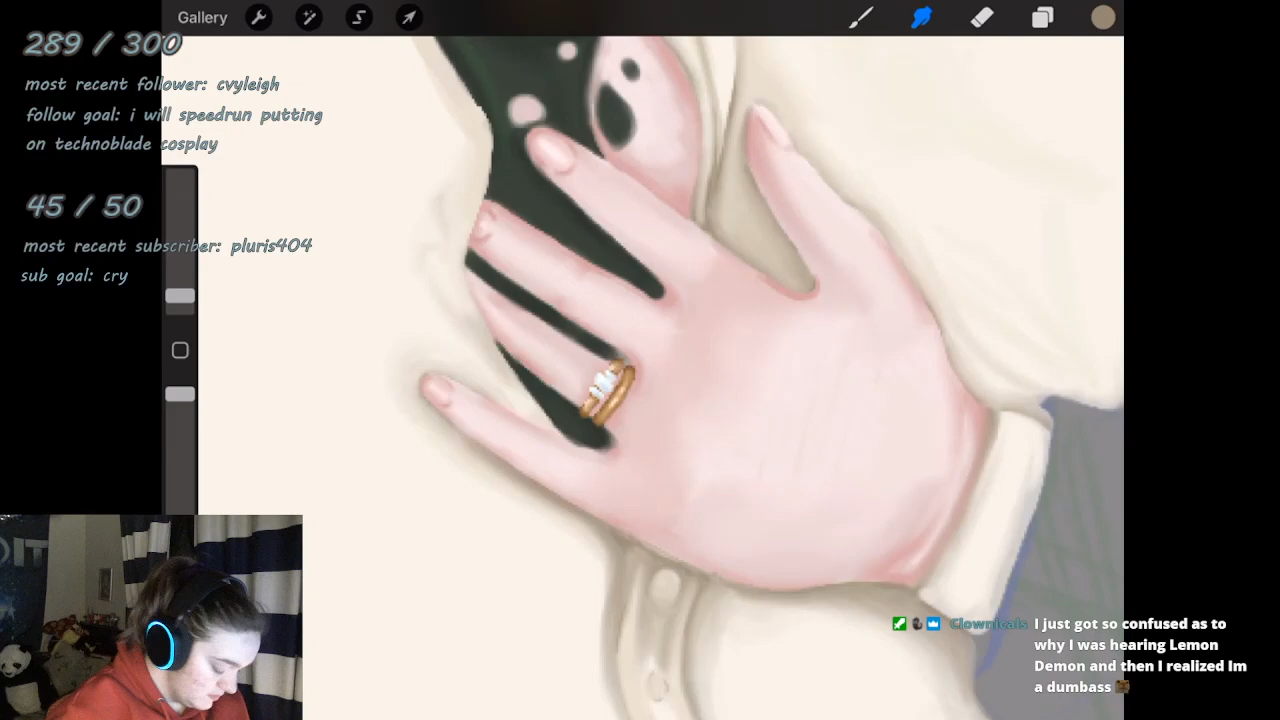 Gallery
289 / 300
most recent follower: cvyleigh
follow goal: i will speedrun putting
on technoblade cosplay
45 / 50
most recent subscriber: pluris404
sub goal: cry
Clownicals I just got so confused as to
why I was hearing Lemon
Demon and then I realized Im
a dumbass